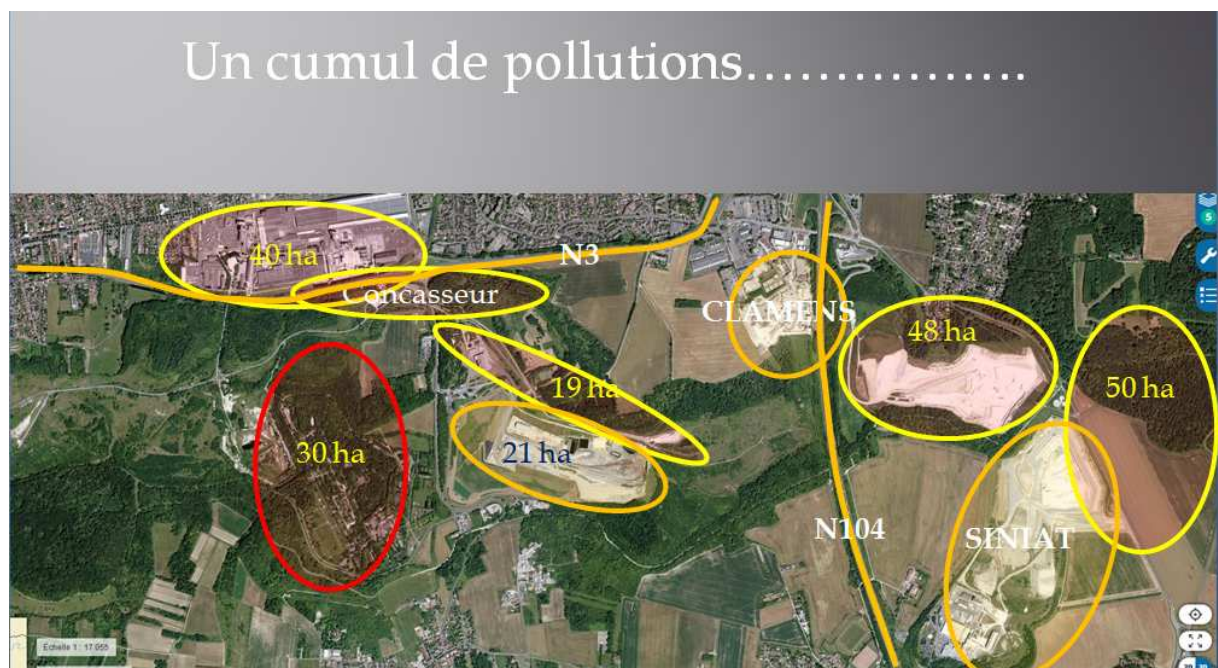 Un cumul de pollutions................
40 ha
N3
Concasseur
CLAMENS
48 ha
19 ha
50 ha
30 ha
21 ha
N104
SINIAT
Echelle 1 : 17 055
S